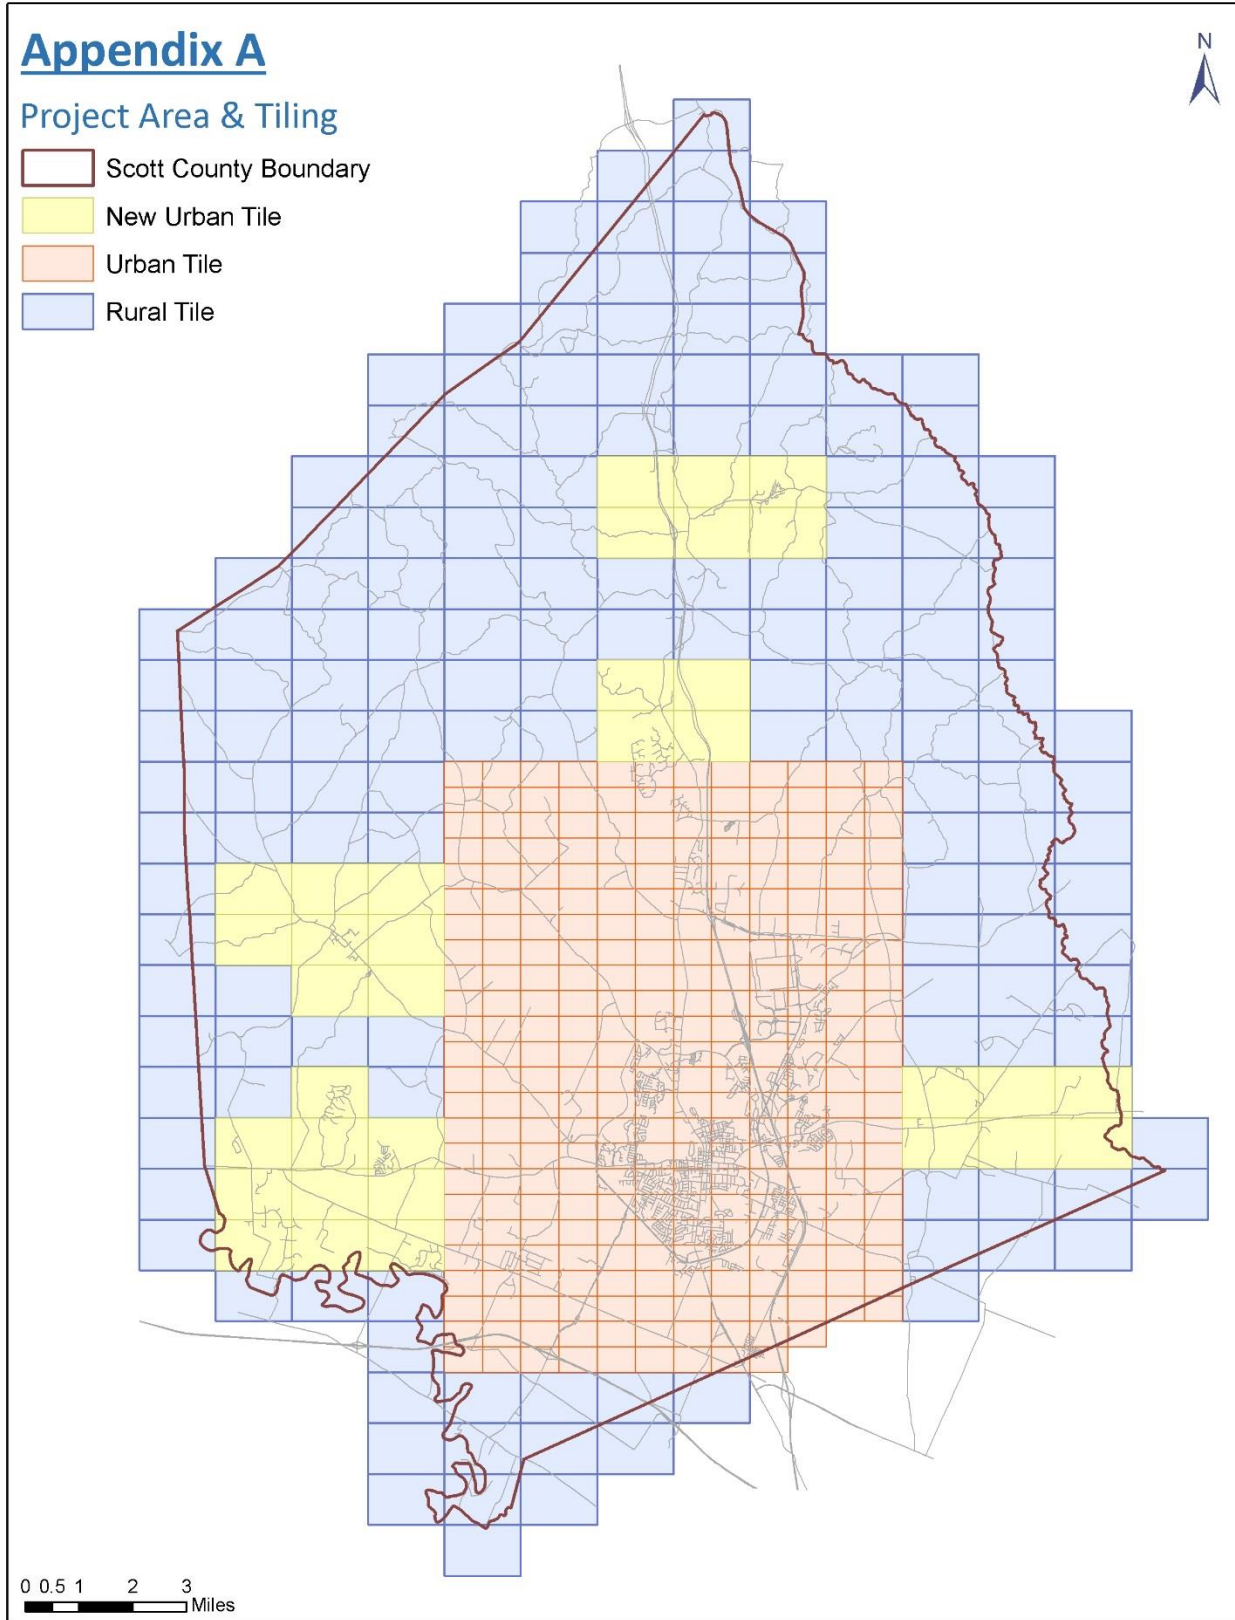 Appendix A
N
Project Area & Tiling
Scott County Boundary
New Urban Tile
Urban Tile
Rural Tile
0 0.5 1 2 3
Miles